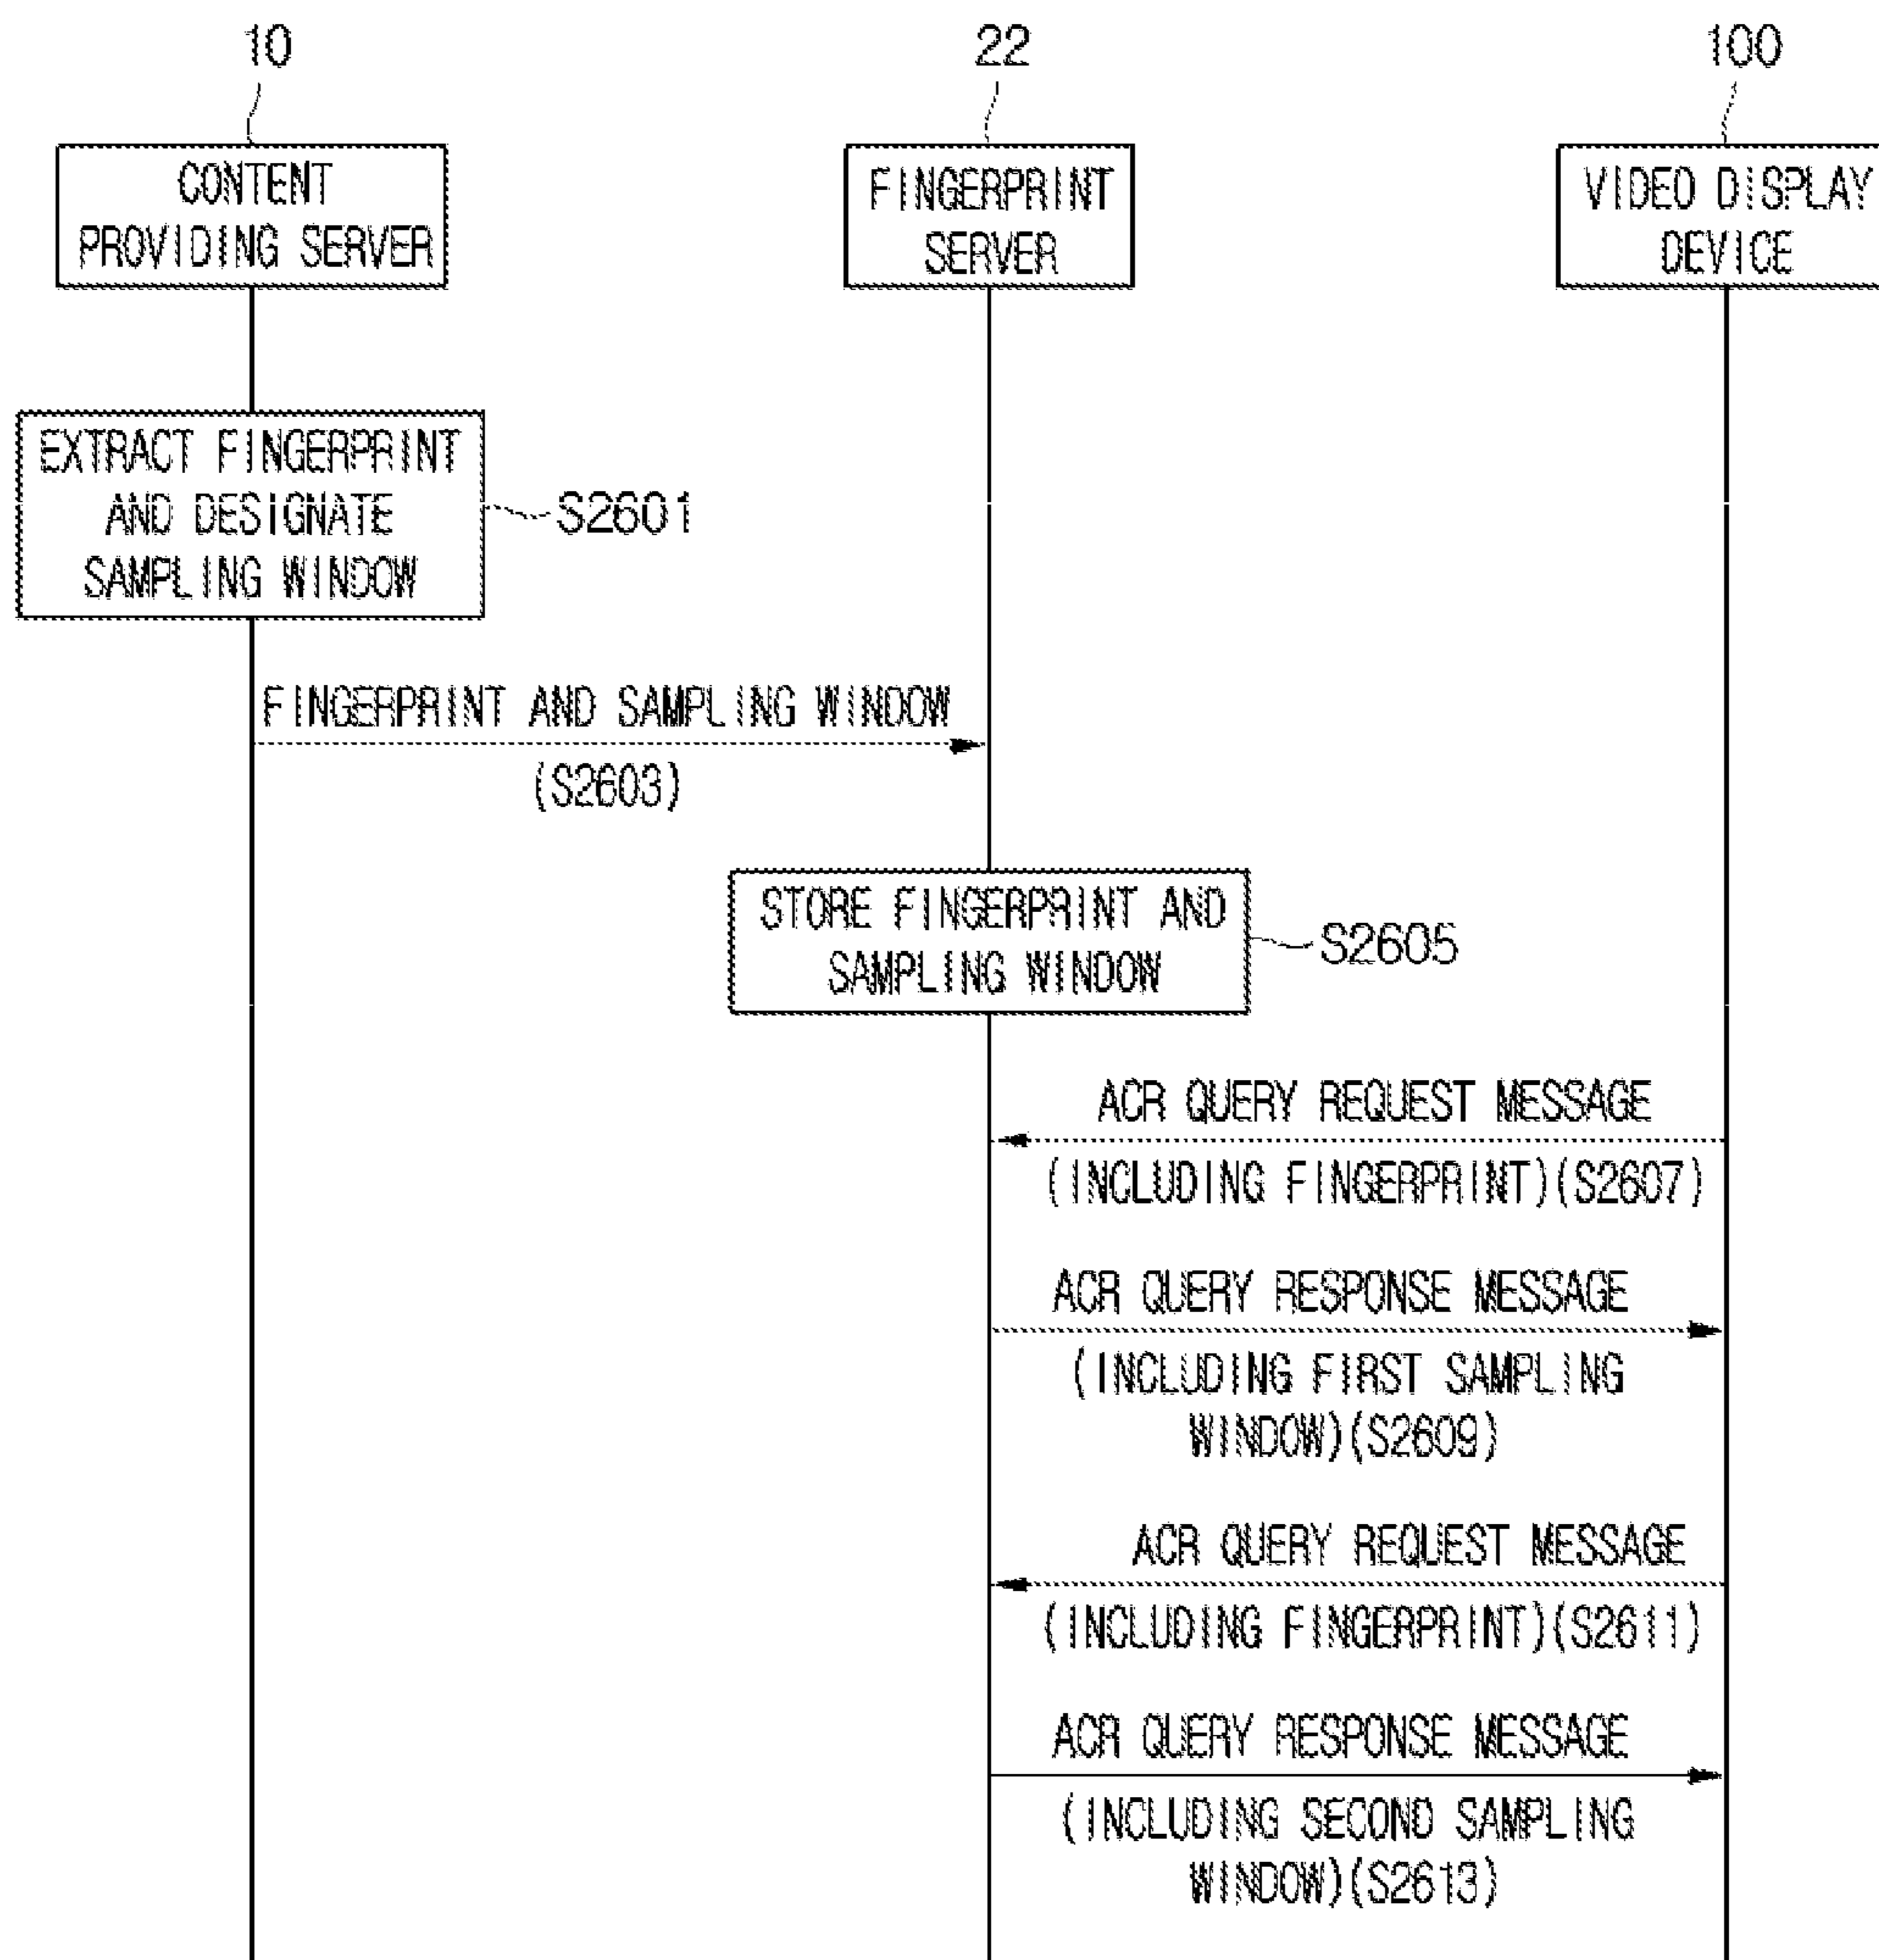 10
22
100
CONTENT
PROVIDING SERVER
FINGERPRINT
SERVER
VIDEO DISPLAY
DEVICE
EXTRACT FINGERPRINT
AND DESIGNATE
SAMPLING WINDOW
S2601
FINGERPRINT AND SAMPLING WINDOW
(S2603)
STORE FINGERPRINT AND
SAMPLING WINDOW
S2605
ACR QUERY REQUEST MESSAGE
(INCLUDING FINGERPRINT)(S2607)
ACR QUERY RESPONSE MESSAGE
(INCLUDING FIRST SAMPLING
WINDOW)(S2609)
ACR QUERY REQUEST MESSAGE
(INCLUDING FINGERPRINT)(S2611)
ACR QUERY RESPONSE MESSAGE
(INCLUDING SECOND SAMPLING
WINDOW)(S2613)